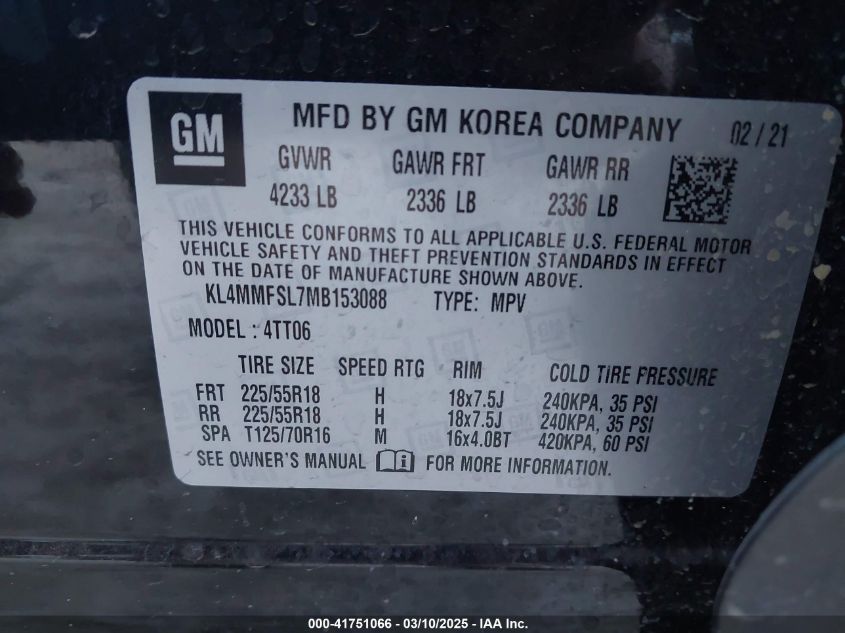 GM MFD BY GM KOREA COMPANY 02/21
GVWR GAWR FRT GAWR RR
4233 LB 2336 LB 2336 LB
THIS VEHICLE CONFORMS TO ALL APPLICABLE U.S. FEDERAL MOTOR
VEHICLE SAFETY AND THEFT PREVENTION STANDARDS IN EFFECT
ON THE DATE OF MANUFACTURE SHOWN ABOVE.
KL4MMFSL7MB153088 TYPE: MPV
MODEL : 4TT06
TIRE SIZE SPEED RTG RIM COLD TIRE PRESSURE
FRT 225/55R18 H 18x7.5J 240KPA, 35 PSI
RR 225/55R18 H 18x7.5J 240KPA, 35 PSI
SPA T125/70R16 M 16x4.0BT 420KPA, 60 PSI
SEE OWNER'S MANUAL FOR MORE INFORMATION.
000-41751066 — 03/10/2025 — IAA Inc.